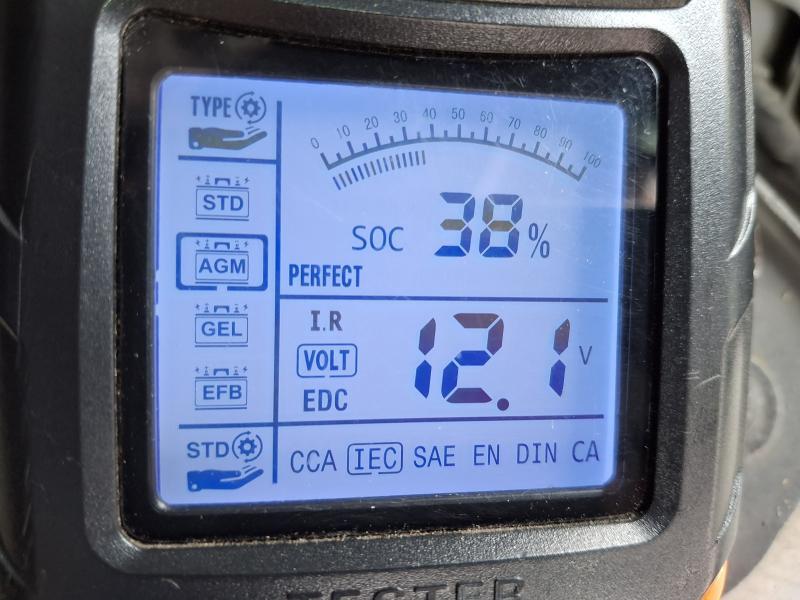 TYPE
STD
AGM
GEL
EFB
STD
0 10 20 30 40 50 60 70 80 90 100
SOC 38 %
PERFECT
I.R
VOLT
EDC
12.1 V
CCA IEC SAE EN DIN CA
TESTER